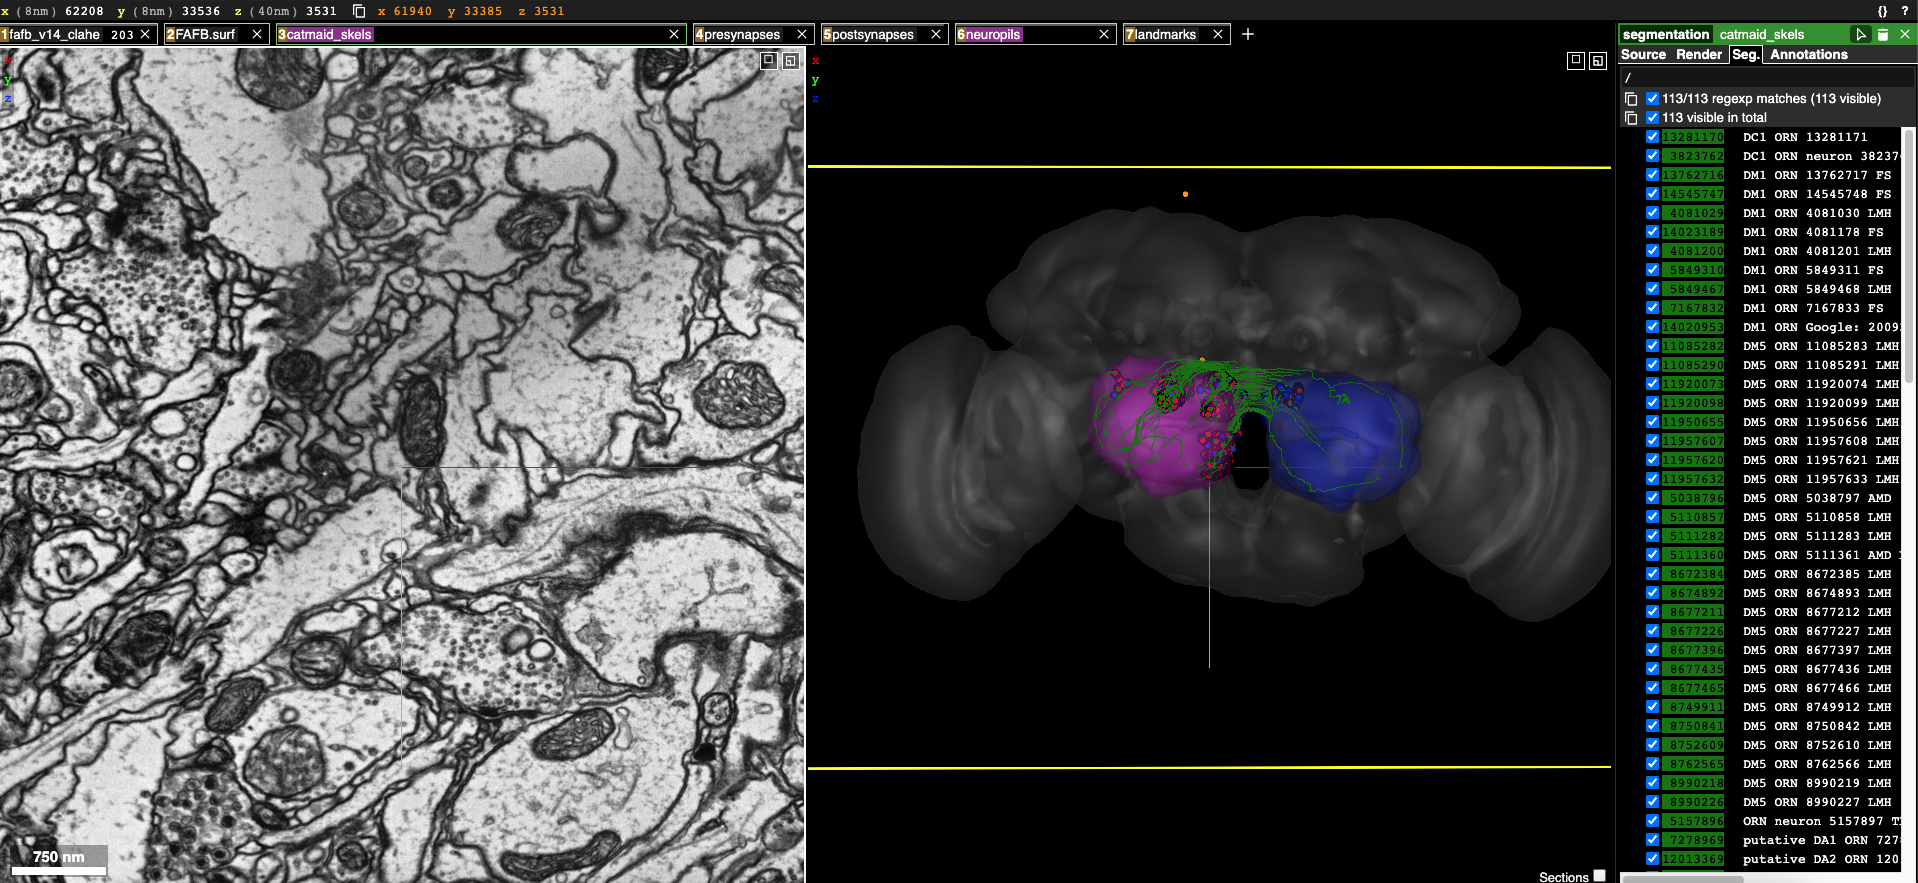 x (8nm) 62208 y (8nm) 33536 z (40nm) 3531 x 61940 y 33385 z 3531 {} ?
1fafb_v14_clahe 203 2FAFB.surf 3catmaid_skels 4presynapses 5postsynapses 6neuropils 7landmarks +
segmentation catmaid_skels
Source Render Seg. Annotations
x
y
z
x
y
z
/
113/113 regexp matches (113 visible)
113 visible in total
13281170 DC1 ORN 13281171
3823762 DC1 ORN neuron 38237
13762716 DM1 ORN 13762717 FS
14545747 DM1 ORN 14545748 FS
4081029 DM1 ORN 4081030 LMH
14023189 DM1 ORN 4081178 FS
4081200 DM1 ORN 4081201 LMH
5849310 DM1 ORN 5849311 FS
5849467 DM1 ORN 5849468 LMH
7167832 DM1 ORN 7167833 FS
14020953 DM1 ORN Google: 2009
11085282 DM5 ORN 11085283 LMH
11085290 DM5 ORN 11085291 LMH
11920073 DM5 ORN 11920074 LMH
11920098 DM5 ORN 11920099 LMH
11950655 DM5 ORN 11950656 LMH
11957607 DM5 ORN 11957608 LMH
11957620 DM5 ORN 11957621 LMH
11957632 DM5 ORN 11957633 LMH
5038796 DM5 ORN 5038797 AMD
5110857 DM5 ORN 5110858 LMH
5111282 DM5 ORN 5111283 LMH
5111360 DM5 ORN 5111361 AMD
8672384 DM5 ORN 8672385 LMH
8674892 DM5 ORN 8674893 LMH
8677211 DM5 ORN 8677212 LMH
8677226 DM5 ORN 8677227 LMH
8677396 DM5 ORN 8677397 LMH
8677435 DM5 ORN 8677436 LMH
8677465 DM5 ORN 8677466 LMH
8749911 DM5 ORN 8749912 LMH
8750841 DM5 ORN 8750842 LMH
8752609 DM5 ORN 8752610 LMH
8762565 DM5 ORN 8762566 LMH
8990218 DM5 ORN 8990219 LMH
8990226 DM5 ORN 8990227 LMH
5157896 ORN neuron 5157897 T
7278969 putative DA1 ORN 727
12013369 putative DA2 ORN 120
750 nm
Sections